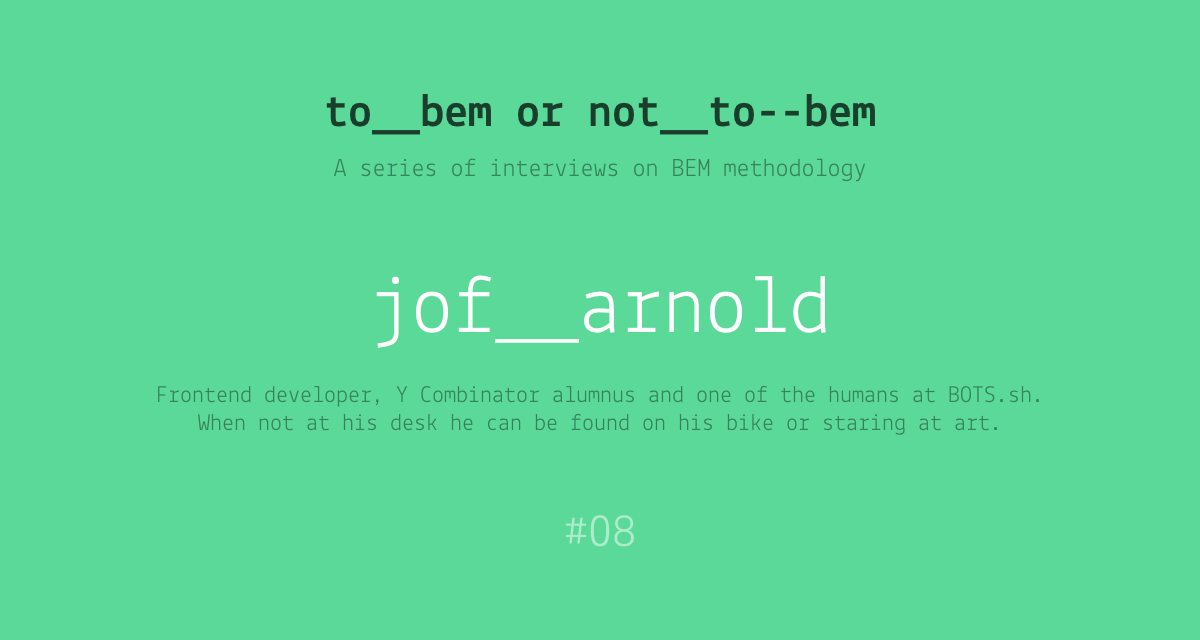 to__bem or not__to--bem
A series of interviews on BEM methodology
jof__arnold
Frontend developer, Y Combinator alumnus and one of the humans at BOTS.sh.
When not at his desk he can be found on his bike or staring at art.
#08